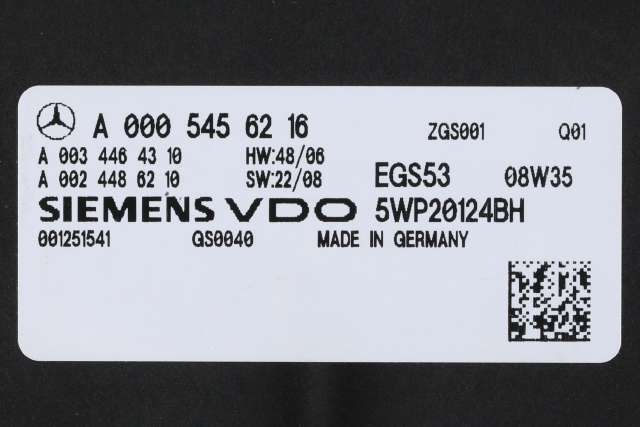 A 000 545 62 16 ZGS001 Q01
A 003 446 43 10 HW:48/06
A 002 448 62 10 SW:22/08 EGS53 08W35
SIEMENS VDO 5WP20124BH
001251541 GS0040 MADE IN GERMANY